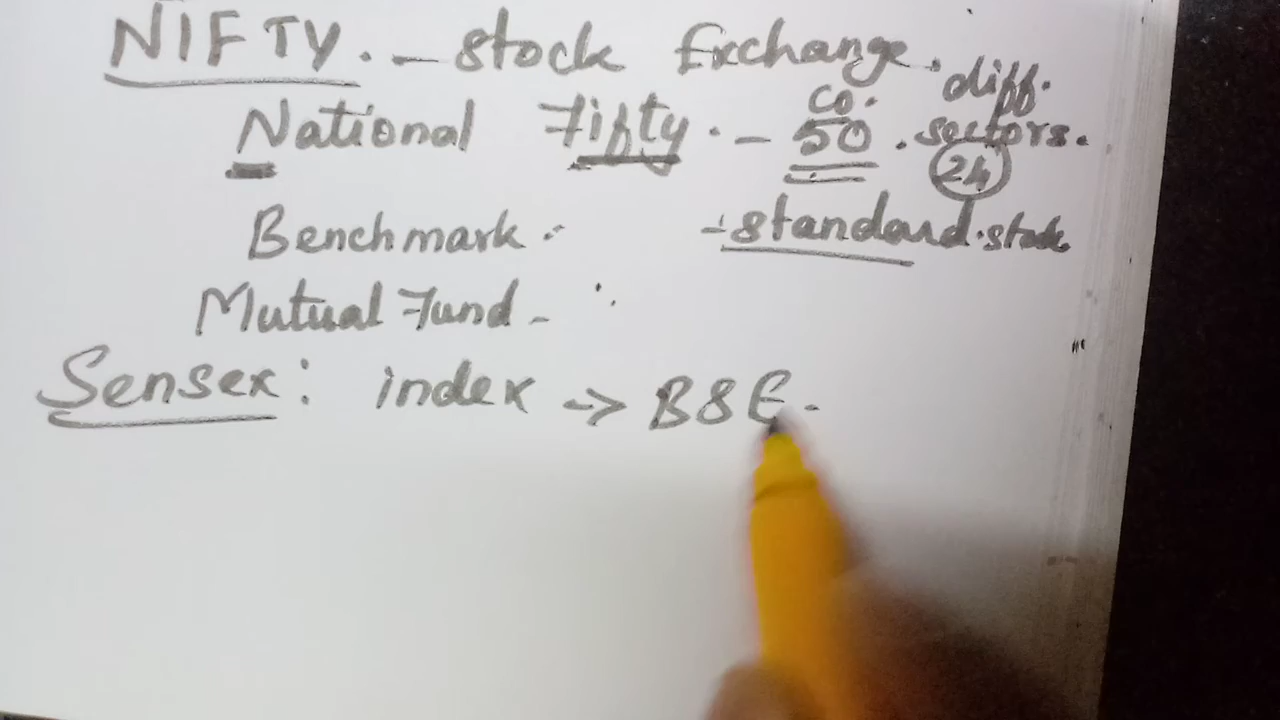 NIFTY. - stock Exchange.
National Fifty. - 50 co. . diff. sectors. 24
Benchmark. - standard.stock
Mutual Fund -
Sensex: index -> BSE.